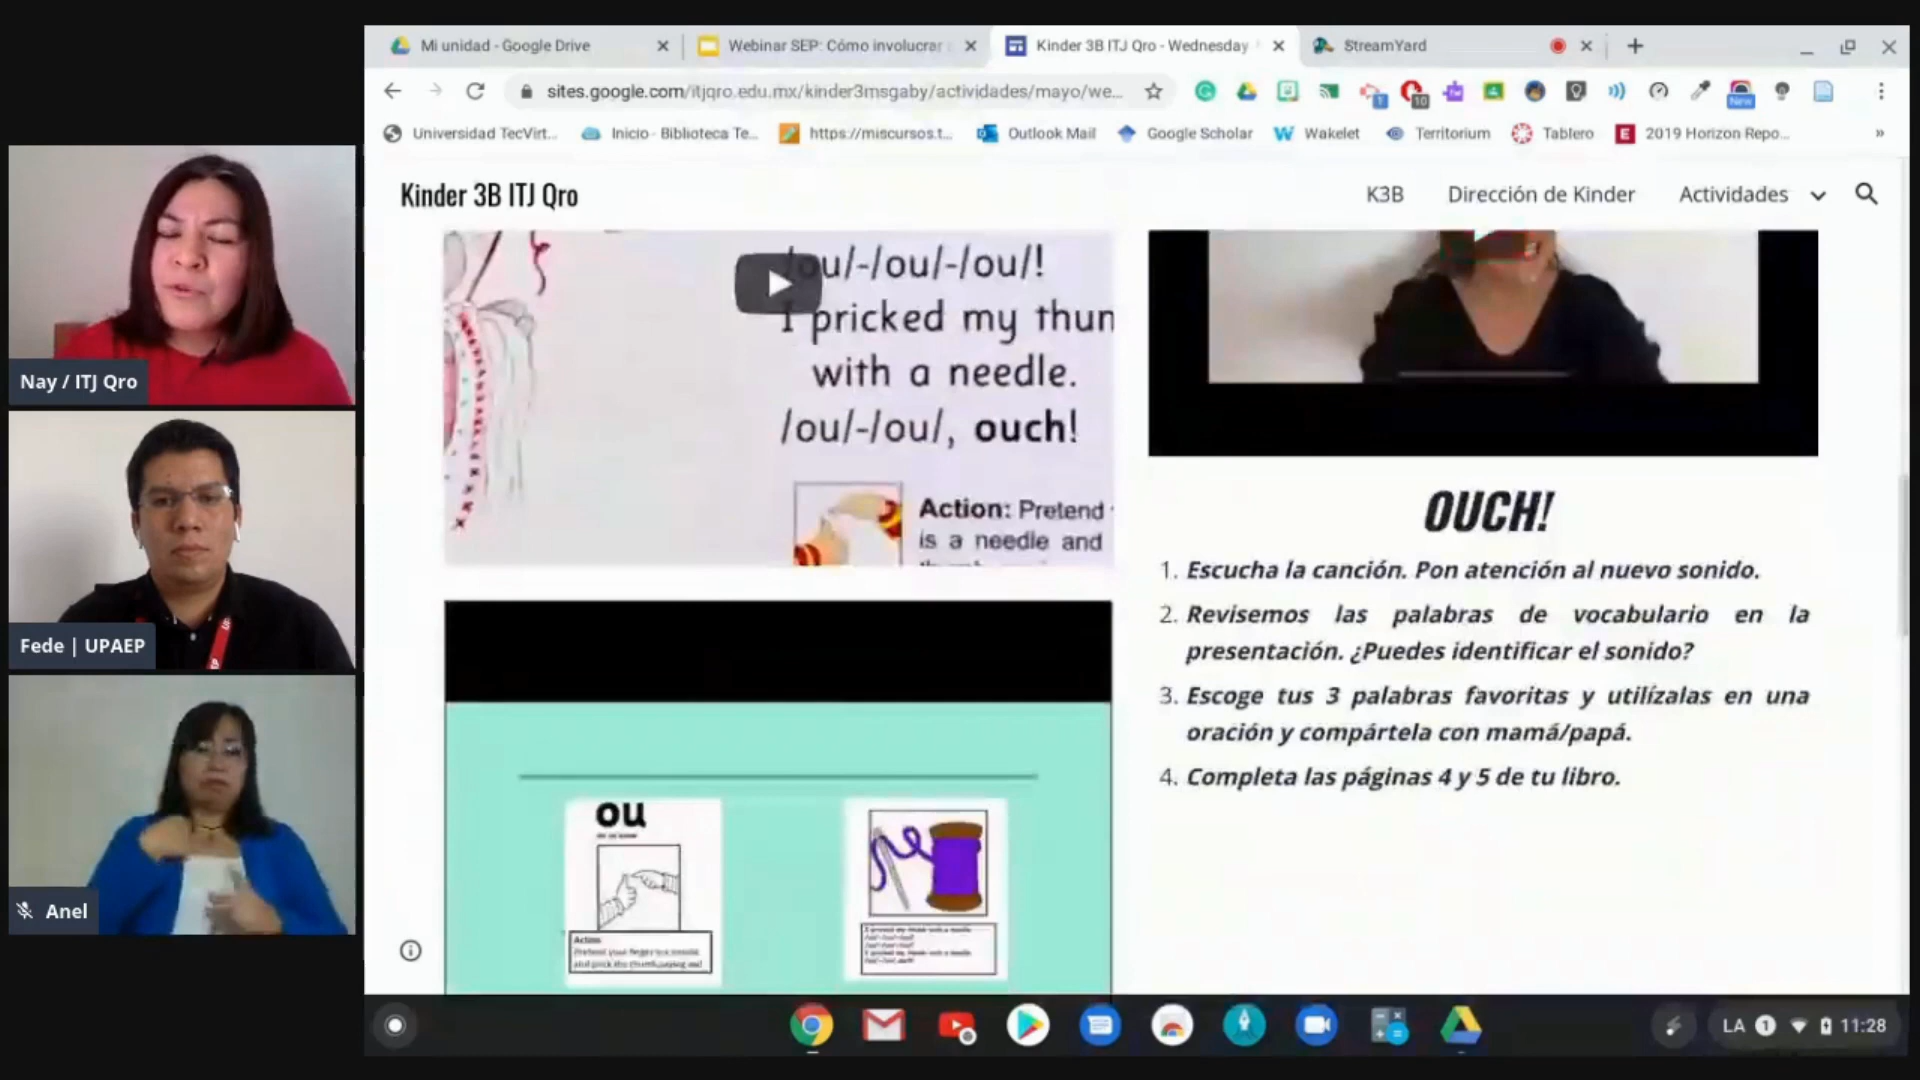 Mi unidad - Google Drive
Webinar SEP: Cómo involucrar
Kinder 3B ITJ Qro - Wednesday
StreamYard
sites.google.com/itjqro.edu.mx/kinder3msgaby/actividades/mayo/we...
1
10
New
Universidad TecVirt...
Inicio - Biblioteca Te...
https://miscursos.t...
Outlook Mail
Google Scholar
Wakelet
Territorium
Tablero
2019 Horizon Repo...
»
Kinder 3B ITJ Qro
K3B
Dirección de Kinder
Actividades
/ou/-/ou/-/ou/!
I pricked my thum
with a needle.
/ou/-/ou/, ouch!
Action: Pretend
is a needle and
ou
Action
OUCH!
1. Escucha la canción. Pon atención al nuevo sonido.
2. Revisemos las palabras de vocabulario en la
presentación. ¿Puedes identificar el sonido?
3. Escoge tus 3 palabras favoritas y utilízalas en una
oración y compártela con mamá/papá.
4. Completa las páginas 4 y 5 de tu libro.
Nay / ITJ Qro
Fede | UPAEP
Anel
LA 1 11:28